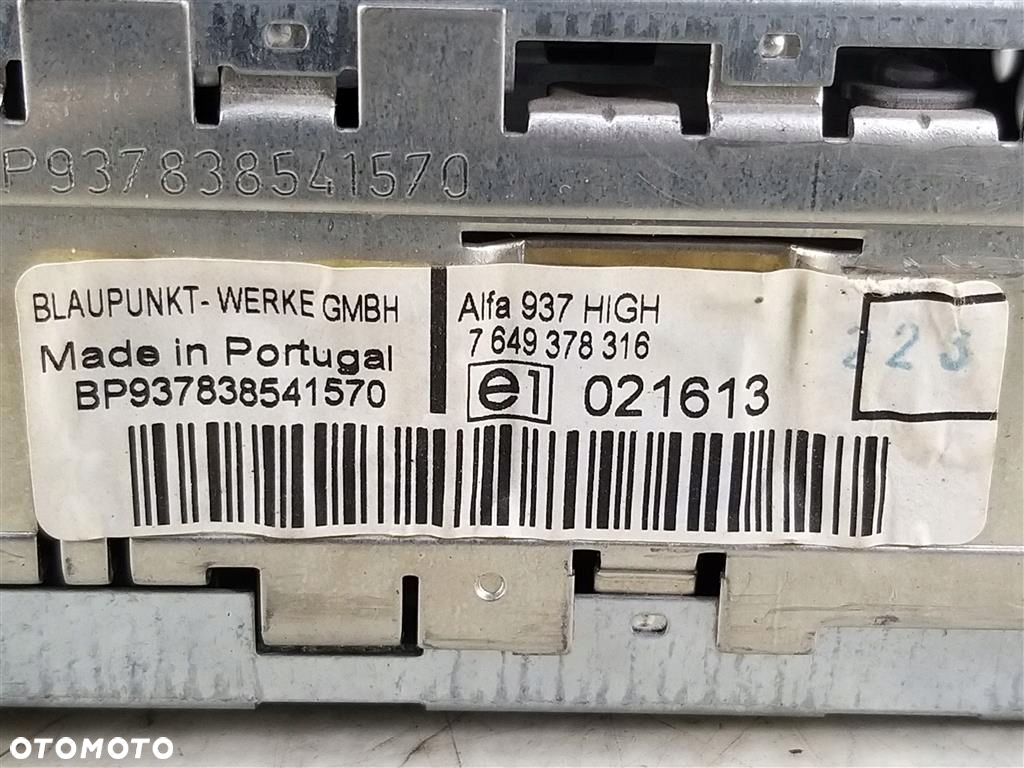 P937838541570
BLAUPUNKT-WERKE GMBH
Made in Portugal
BP937838541570
Alfa 937 HIGH
7 649 378 316
e1 021613
223
OTOMOTO